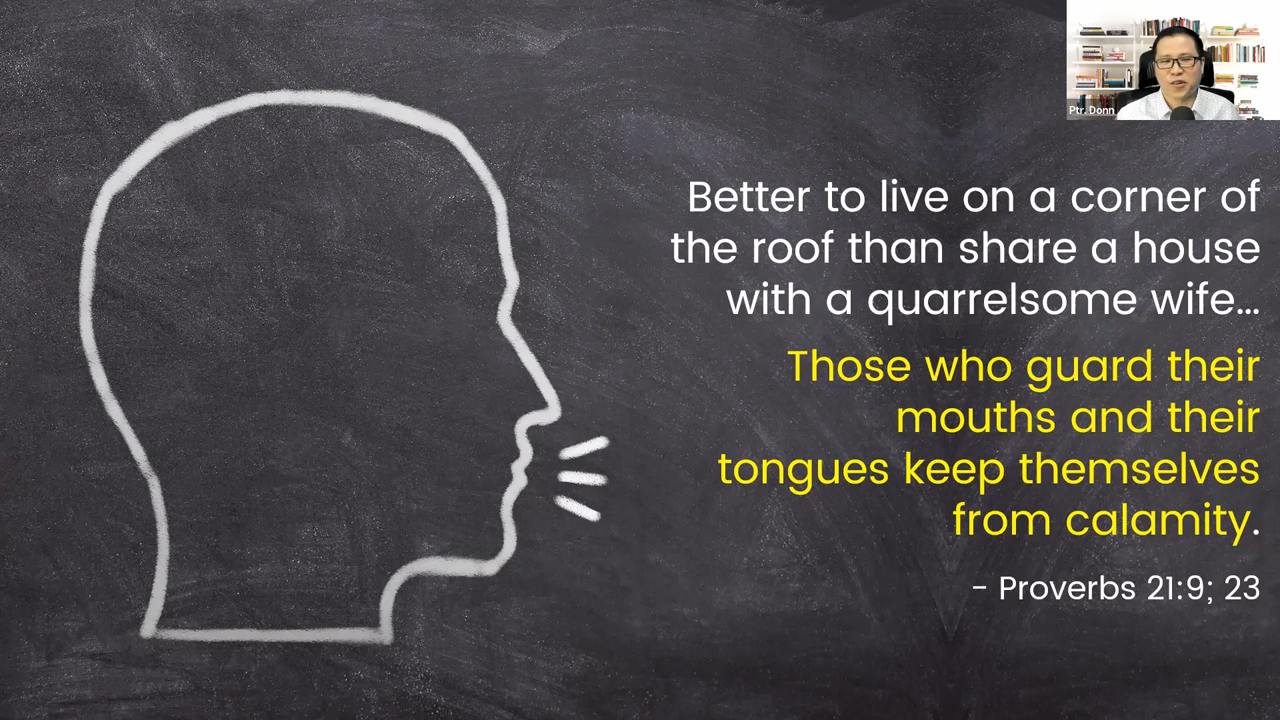 Ptr. Donn
Better to live on a corner of
the roof than share a house
with a quarrelsome wife…
Those who guard their
mouths and their
tongues keep themselves
from calamity.
- Proverbs 21:9; 23